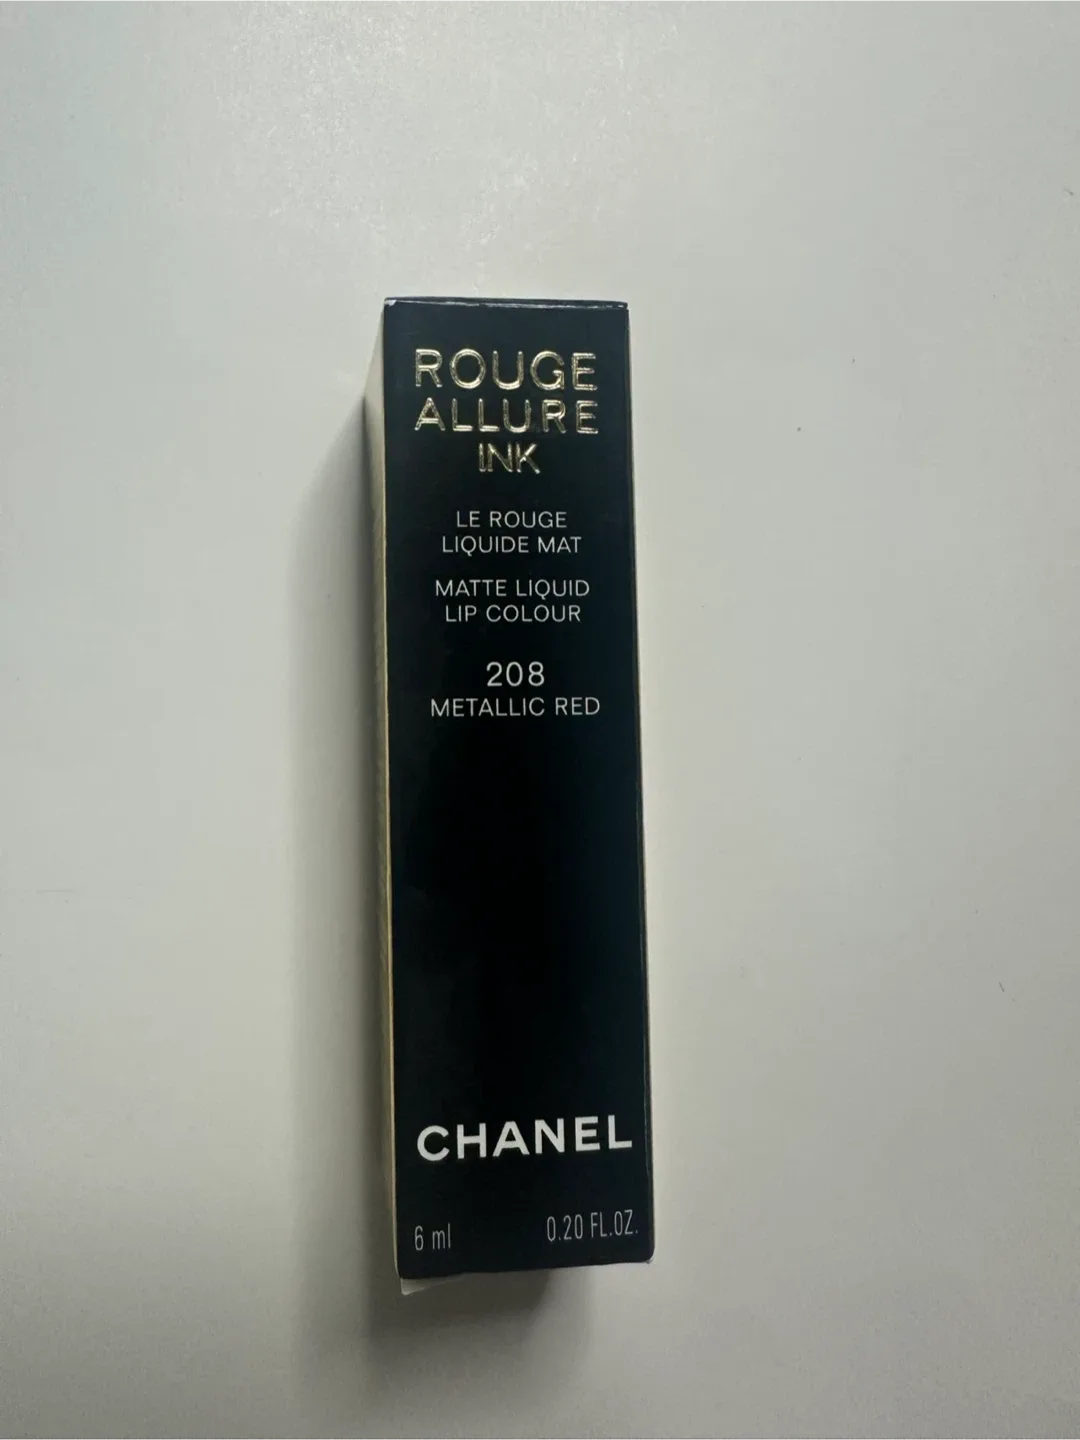 ROUGE
ALLURE
INK
LE ROUGE
LIQUIDE MAT
MATTE LIQUID
LIP COLOUR
208
METALLIC RED
CHANEL
6 ml 0.20 FL.OZ.